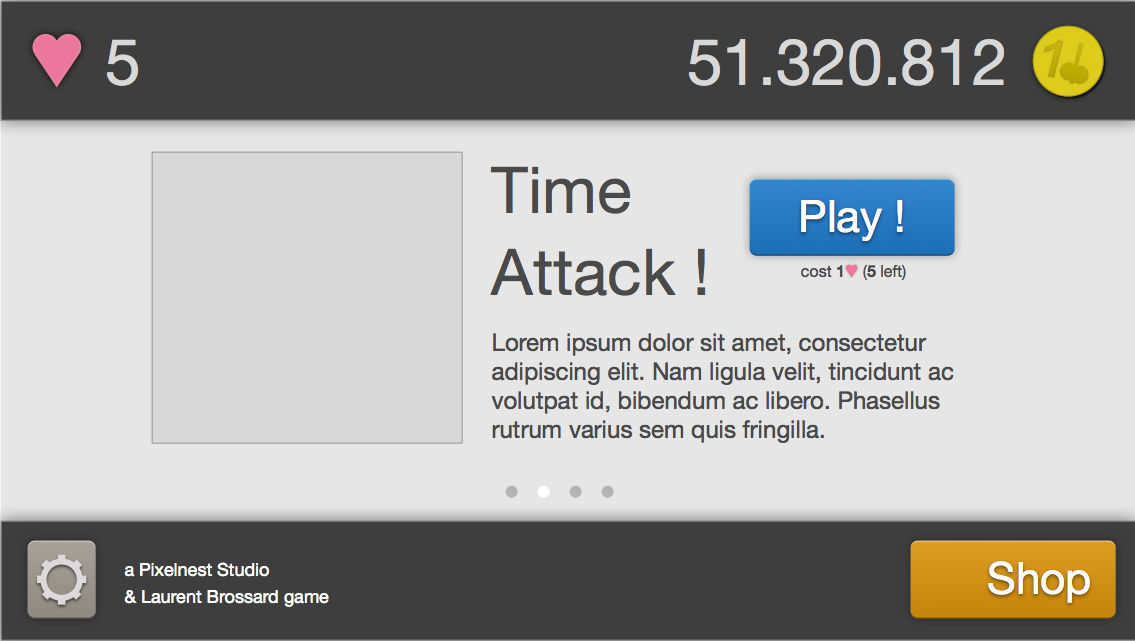 5
51.320.812
Time
Attack !
Play !
cost 1♥ (5 left)
Lorem ipsum dolor sit amet, consectetur
adipiscing elit. Nam ligula velit, tincidunt ac
volutpat id, bibendum ac libero. Phasellus
rutrum varius sem quis fringilla.
a Pixelnest Studio
& Laurent Brossard game
Shop